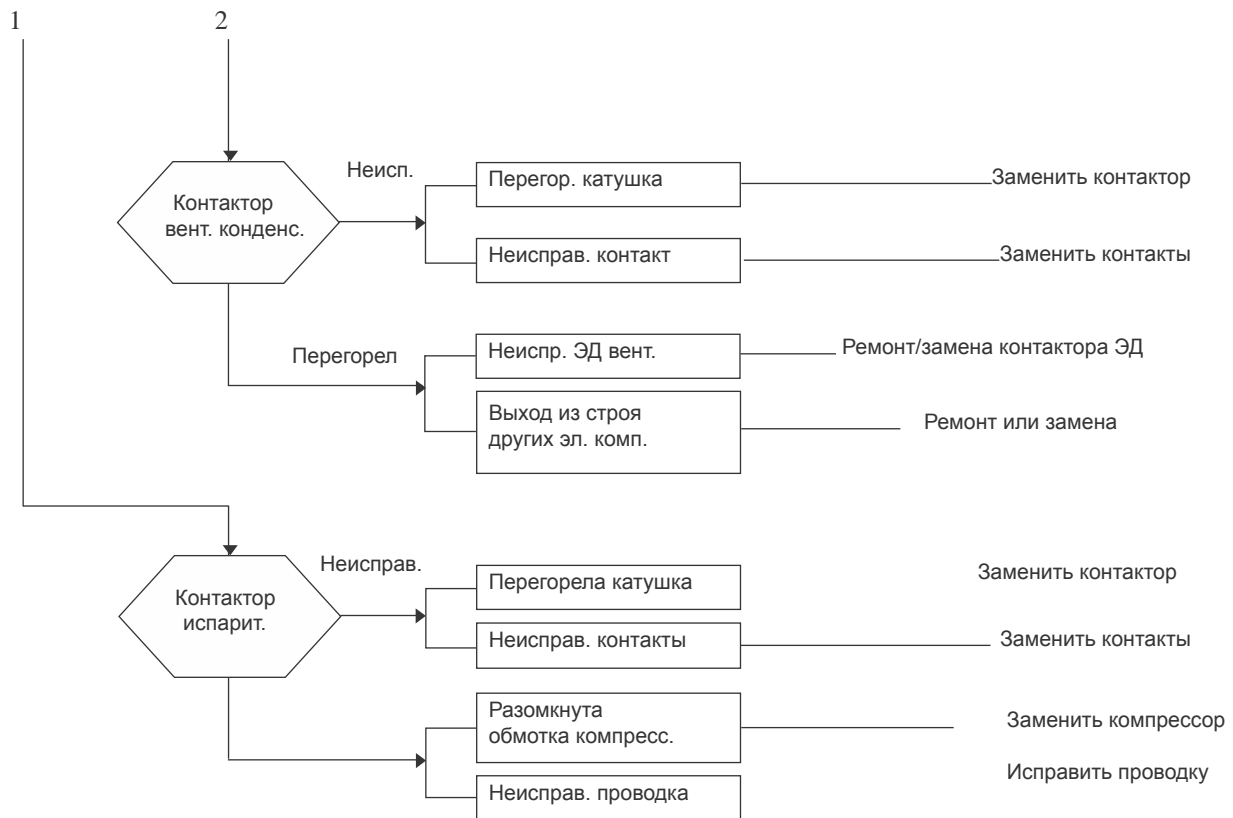 1
2
Неисп.
Контактор
вент. конденс.
Перегор. катушка
Заменить контактор
Неисправ. контакт
Заменить контакты
Перегорел
Неиспр. ЭД вент.
Ремонт/замена контактора ЭД
Выход из строя
других эл. комп.
Ремонт или замена
Неисправ.
Контактор
испарит.
Перегорела катушка
Заменить контактор
Неисправ. контакты
Заменить контакты
Разомкнута
обмотка компресс.
Заменить компрессор
Неисправ. проводка
Исправить проводку